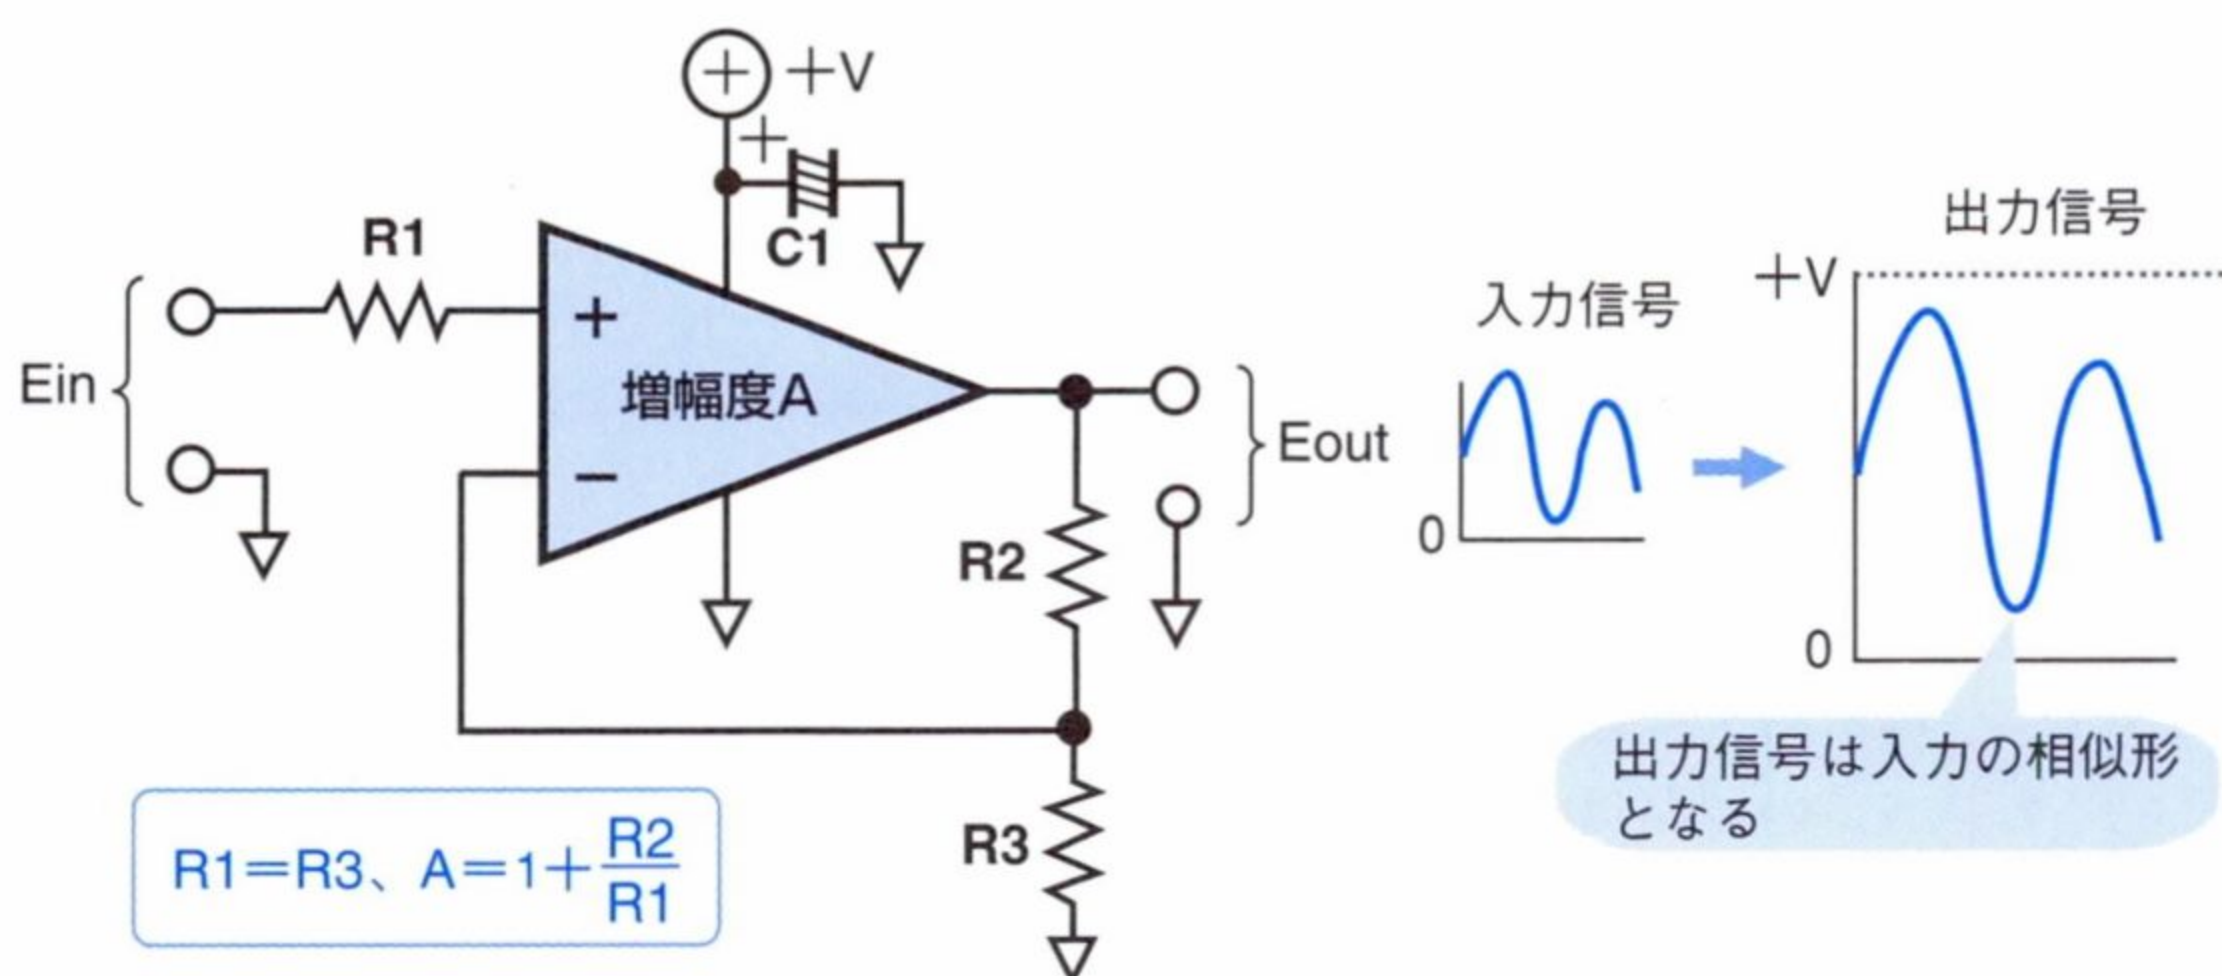 +V
+
R1
C1
出力信号
+V
入力信号
+
Ein
増幅度A
Eout
−
R2
0
0
出力信号は入力の相似形
となる
R3
R1=R3、A=1+R2/R1